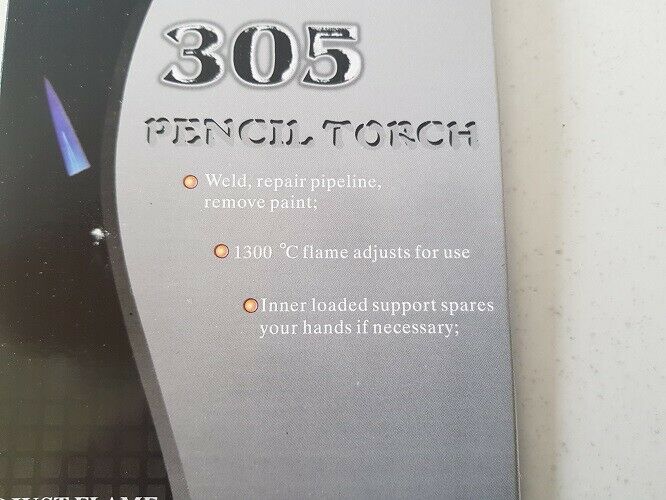 305
PENCIL TORCH
Weld, repair pipeline,
remove paint;
1300 °C flame adjusts for use
Inner loaded support spares
your hands if necessary;
FLAME